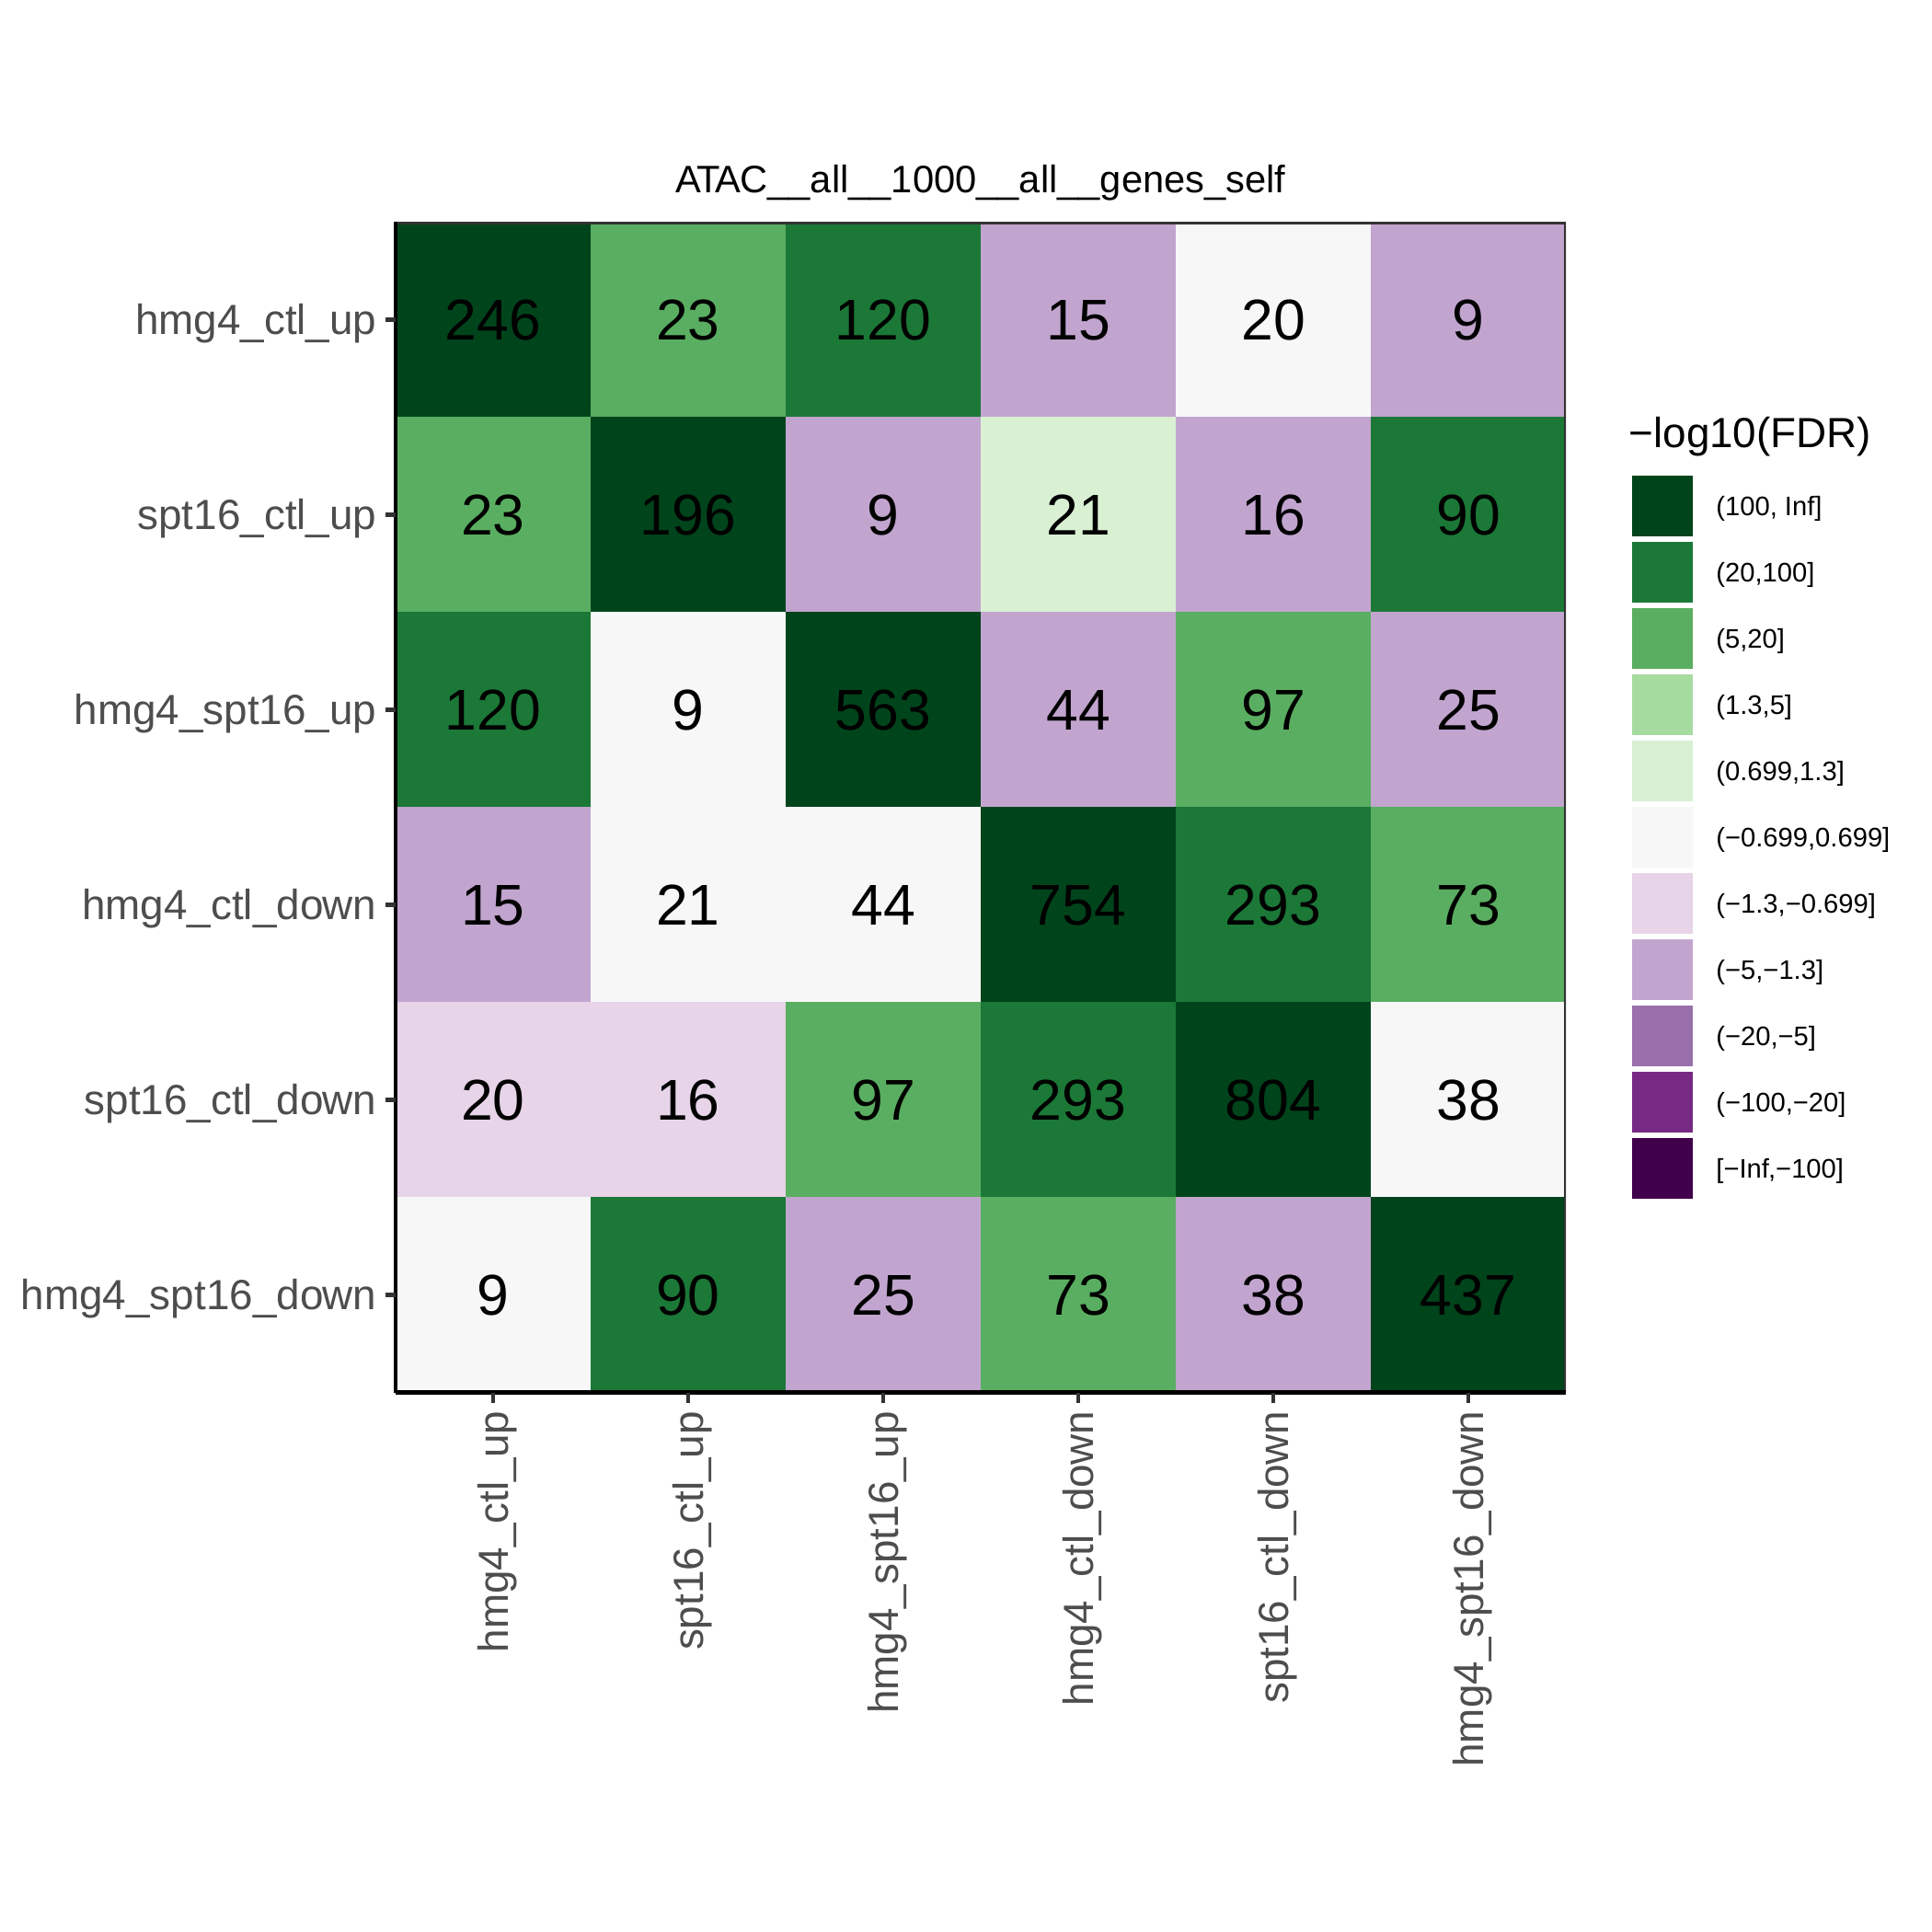 ATAC__all__1000__all__genes_self
hmg4_ctl_up 246 23 120 15 20 9
spt16_ctl_up 23 196 9 21 16 90
hmg4_spt16_up 120 9 563 44 97 25
hmg4_ctl_down 15 21 44 754 293 73
spt16_ctl_down 20 16 97 293 804 38
hmg4_spt16_down 9 90 25 73 38 437
hmg4_ctl_up
spt16_ctl_up
hmg4_spt16_up
hmg4_ctl_down
spt16_ctl_down
hmg4_spt16_down
−log10(FDR)
(100, Inf]
(20,100]
(5,20]
(1.3,5]
(0.699,1.3]
(−0.699,0.699]
(−1.3,−0.699]
(−5,−1.3]
(−20,−5]
(−100,−20]
[−Inf,−100]